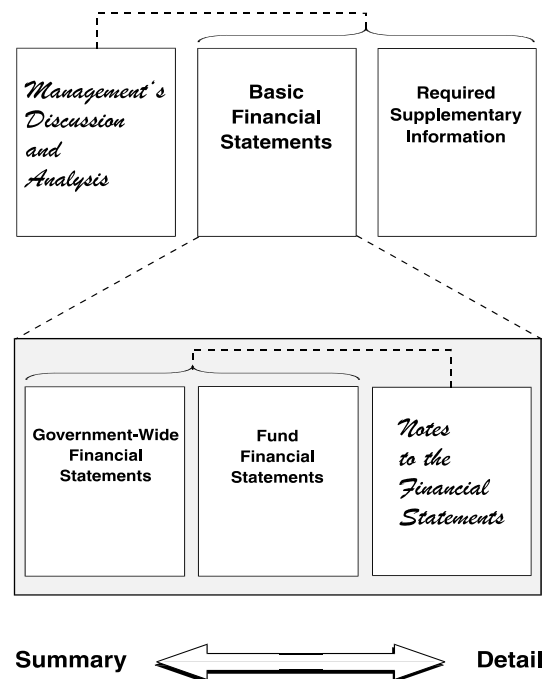 Management's
Discussion
and
Analysis
Basic
Financial
Statements
Required
Supplementary
Information
Government-Wide
Financial
Statements
Fund
Financial
Statements
Notes
to the
Financial
Statements
Summary
Detail